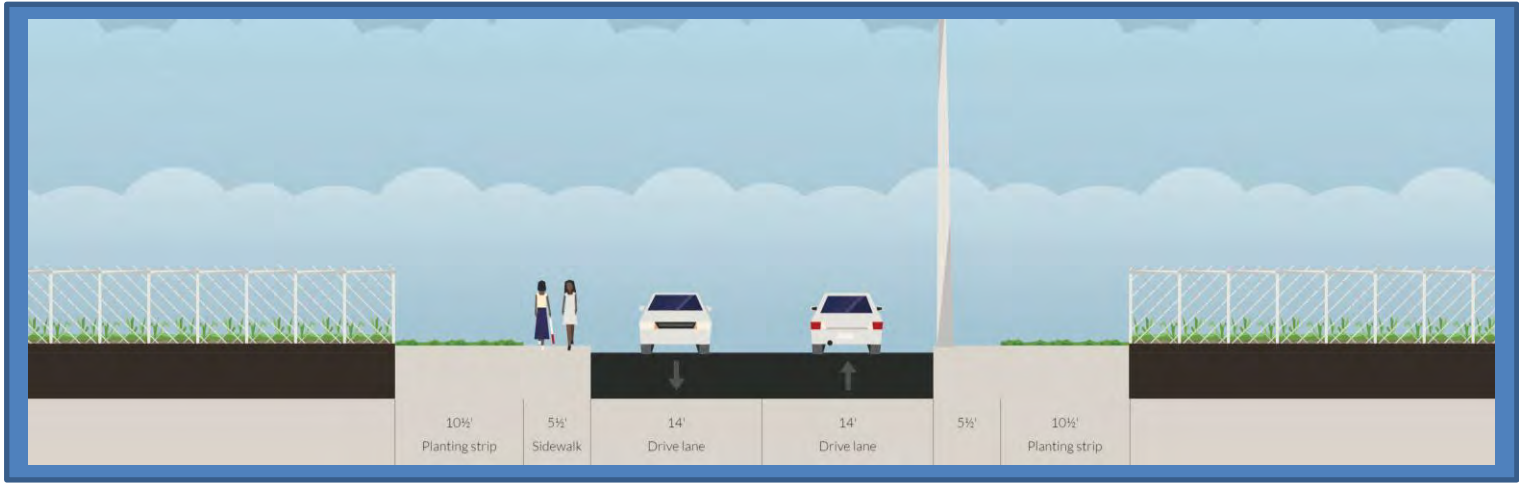 10½' 5½' 14' 14' 5½' 10½'
Planting strip Sidewalk Drive lane Drive lane Planting strip